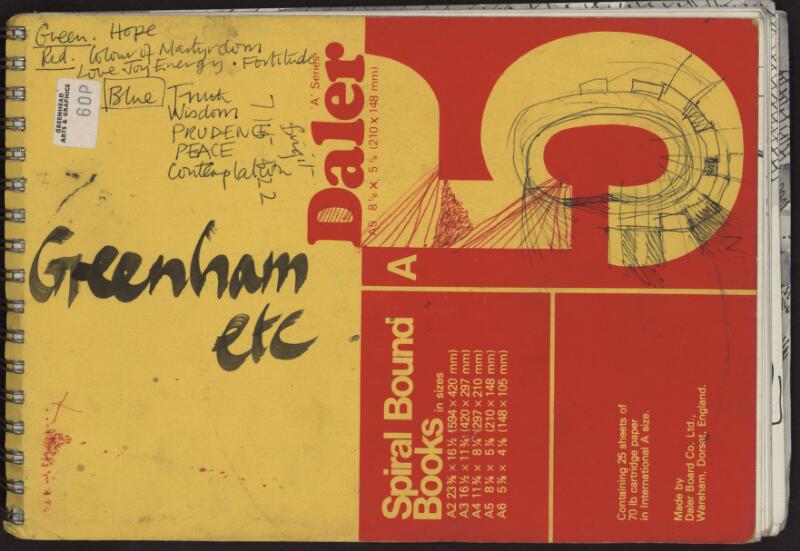 Green. Hope
Red. Colour of Martyrdom
Love Joy Energy. Fortitude
Blue Truth
Wisdom
PRUDENCE
PEACE
Contemplation
GREENHEAD
ARTS & GRAPHICS
60P
Greenham
etc
Daler
'A' Series
A5 8¼ x 5⅞ (210 x 148 mm)
A
5
Spiral Bound
Books in sizes
A2 23⅜ x 16½ (594 x 420 mm)
A3 16½ x 11¾ (420 x 297 mm)
A4 11¾ x 8¼ (297 x 210 mm)
A5 8¼ x 5⅞ (210 x 148 mm)
A6 5⅞ x 4⅛ (148 x 105 mm)
Containing 25 sheets of
70 lb cartridge paper
in International A size.
Made by
Daler Board Co. Ltd.,
Wareham, Dorset, England.
N